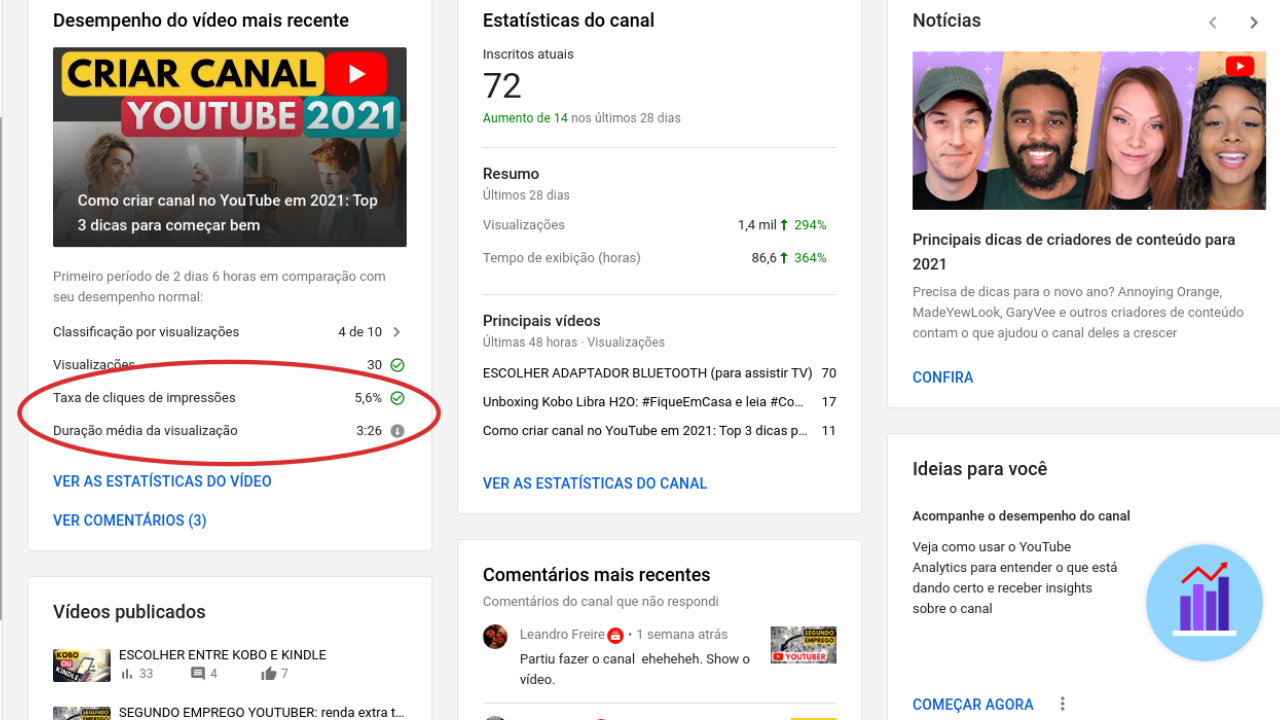 Desempenho do vídeo mais recente
CRIAR CANAL
YOUTUBE 2021
Como criar canal no YouTube em 2021: Top
3 dicas para começar bem
Primeiro período de 2 dias 6 horas em comparação com
seu desempenho normal:
Classificação por visualizações 4 de 10
Visualizações 30
Taxa de cliques de impressões 5,6%
Duração média da visualização 3:26
VER AS ESTATÍSTICAS DO VÍDEO
VER COMENTÁRIOS (3)
Vídeos publicados
KOBO
OU
KINDLE
ESCOLHER ENTRE KOBO E KINDLE
33 4 7
SEGUNDO EMPREGO YOUTUBER: renda extra t...
Estatísticas do canal
Inscritos atuais
72
Aumento de 14 nos últimos 28 dias
Resumo
Últimos 28 dias
Visualizações 1,4 mil 294%
Tempo de exibição (horas) 86,6 364%
Principais vídeos
Últimas 48 horas · Visualizações
ESCOLHER ADAPTADOR BLUETOOTH (para assistir TV) 70
Unboxing Kobo Libra H2O: #FiqueEmCasa e leia #Co... 17
Como criar canal no YouTube em 2021: Top 3 dicas p... 11
VER AS ESTATÍSTICAS DO CANAL
Comentários mais recentes
Comentários do canal que não respondi
Leandro Freire • 1 semana atrás
Partiu fazer o canal eheheheh. Show o
vídeo.
SEGUNDO
EMPREGO
YOUTUBER
Notícias
Principais dicas de criadores de conteúdo para
2021
Precisa de dicas para o novo ano? Annoying Orange,
MadeYewLook, GaryVee e outros criadores de conteúdo
contam o que ajudou o canal deles a crescer
CONFIRA
Ideias para você
Acompanhe o desempenho do canal
Veja como usar o YouTube
Analytics para entender o que está
dando certo e receber insights
sobre o canal
COMEÇAR AGORA